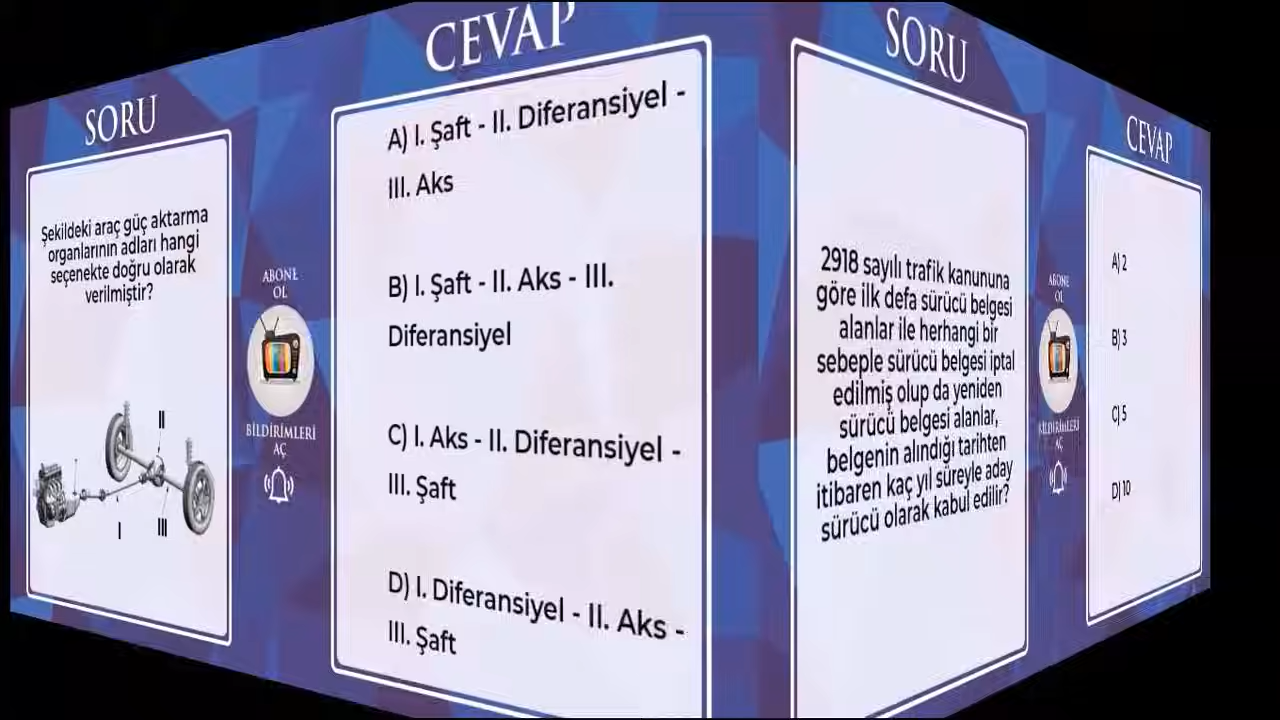 SORU
Şekildeki araç güç aktarma
organlarının adları hangi
seçenekte doğru olarak
verilmiştir?
II
I
III
ABONE
OL
BİLDİRİMLERİ
AÇ
CEVAP
A) I. Şaft - II. Diferansiyel -
III. Aks
B) I. Şaft - II. Aks - III.
Diferansiyel
C) I. Aks - II. Diferansiyel -
III. Şaft
D) I. Diferansiyel - II. Aks -
III. Şaft
SORU
2918 sayılı trafik kanununa
göre ilk defa sürücü belgesi
alanlar ile herhangi bir
sebeple sürücü belgesi iptal
edilmiş olup da yeniden
sürücü belgesi alanlar,
belgenin alındığı tarihten
itibaren kaç yıl süreyle aday
sürücü olarak kabul edilir?
ABONE
OL
BİLDİRİMLERİ
AÇ
CEVAP
A) 2
B) 3
C) 5
D) 10